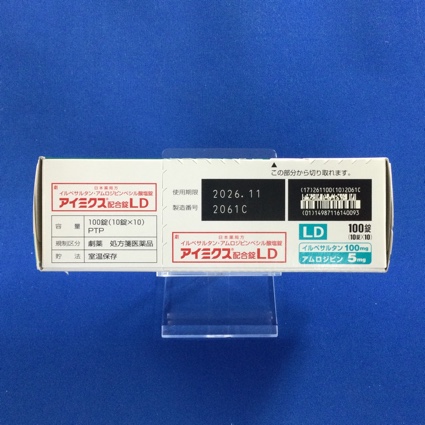 劇
日本薬局方
イルベサルタン・アムロジピンベシル酸塩錠
アイミクス®配合錠LD
容量 100錠(10錠×10) PTP
規制区分 劇薬 処方箋医薬品
貯法 室温保存
使用期限 2026.11
製造番号 2061C
日本薬局方
イルベサルタン・アムロジピンベシル酸塩錠
アイミクス®配合錠LD
▲
この部分から切り取れます。
(17)261100(10)2061C
(01)14987116140093
LD 100錠
(10錠×10)
イルベサルタン 100mg
アムロジピン 5mg